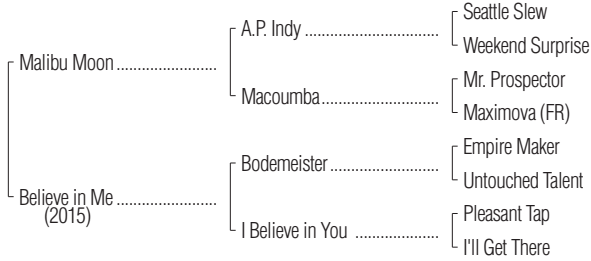 Seattle Slew
A.P. Indy ........................
Weekend Surprise
Malibu Moon ........................
Mr. Prospector
Macoumba ........................
Maximova (FR)
Empire Maker
Bodemeister ........................
Untouched Talent
Believe in Me ........................
(2015)
Pleasant Tap
I Believe in You ........................
I'll Get There